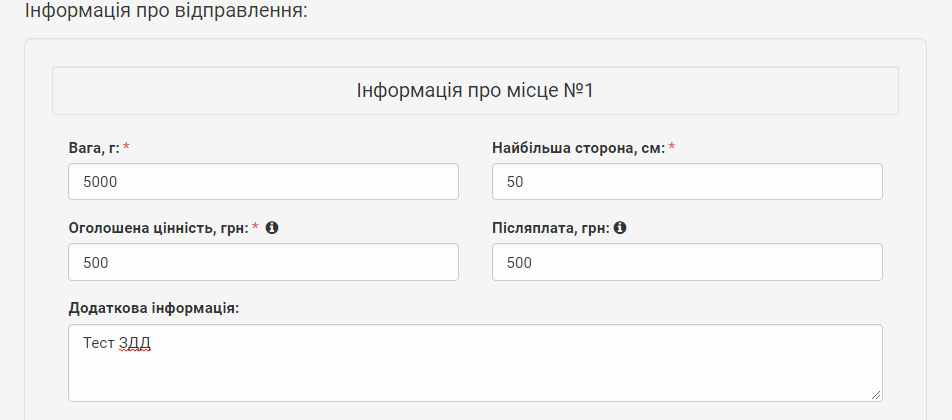 Інформація про відправлення:
Інформація про місце №1
Вага, г: *
Найбільша сторона, см: *
5000
50
Оголошена цінність, грн: *
Післяплата, грн:
500
500
Додаткова інформація:
Тест ЗДД